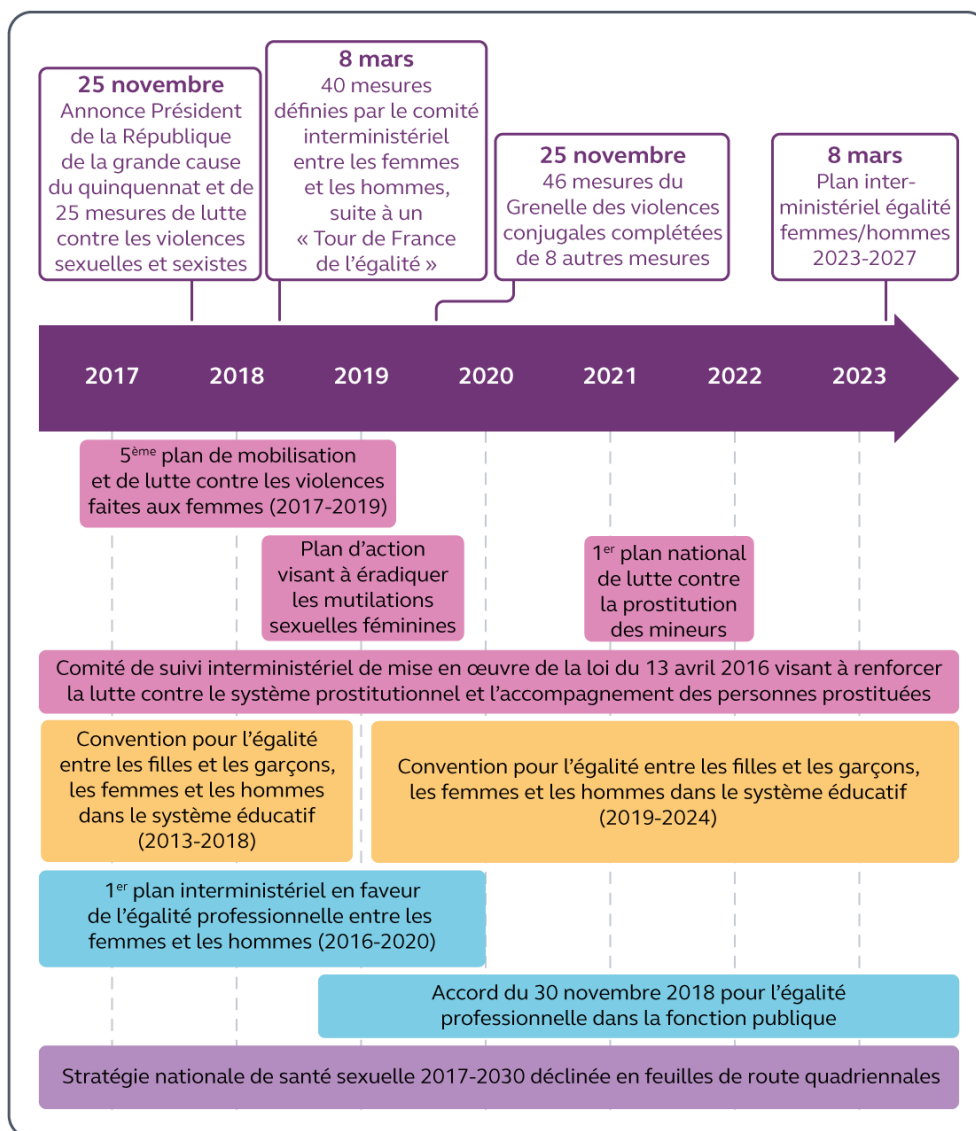 25 novembre
Annonce Président
de la République
de la grande cause
du quinquennat et de
25 mesures de lutte
contre les violences
sexuelles et sexistes
8 mars
40 mesures
définies par le comité
interministériel
entre les femmes
et les hommes,
suite à un
« Tour de France
de l’égalité »
25 novembre
46 mesures du
Grenelle des violences
conjugales complétées
de 8 autres mesures
8 mars
Plan inter-
ministériel égalité
femmes/hommes
2023-2027
2017 2018 2019 2020 2021 2022 2023
5ème plan de mobilisation
et de lutte contre les violences
faites aux femmes (2017-2019)
Plan d’action
visant à éradiquer
les mutilations
sexuelles féminines
1er plan national
de lutte contre
la prostitution
des mineurs
Comité de suivi interministériel de mise en œuvre de la loi du 13 avril 2016 visant à renforcer
la lutte contre le système prostitutionnel et l’accompagnement des personnes prostituées
Convention pour l’égalité
entre les filles et les garçons,
les femmes et les hommes
dans le système éducatif
(2013-2018)
Convention pour l’égalité entre les filles et les garçons,
les femmes et les hommes dans le système éducatif
(2019-2024)
1er plan interministériel en faveur
de l’égalité professionnelle entre les
femmes et les hommes (2016-2020)
Accord du 30 novembre 2018 pour l’égalité
professionnelle dans la fonction publique
Stratégie nationale de santé sexuelle 2017-2030 déclinée en feuilles de route quadriennales